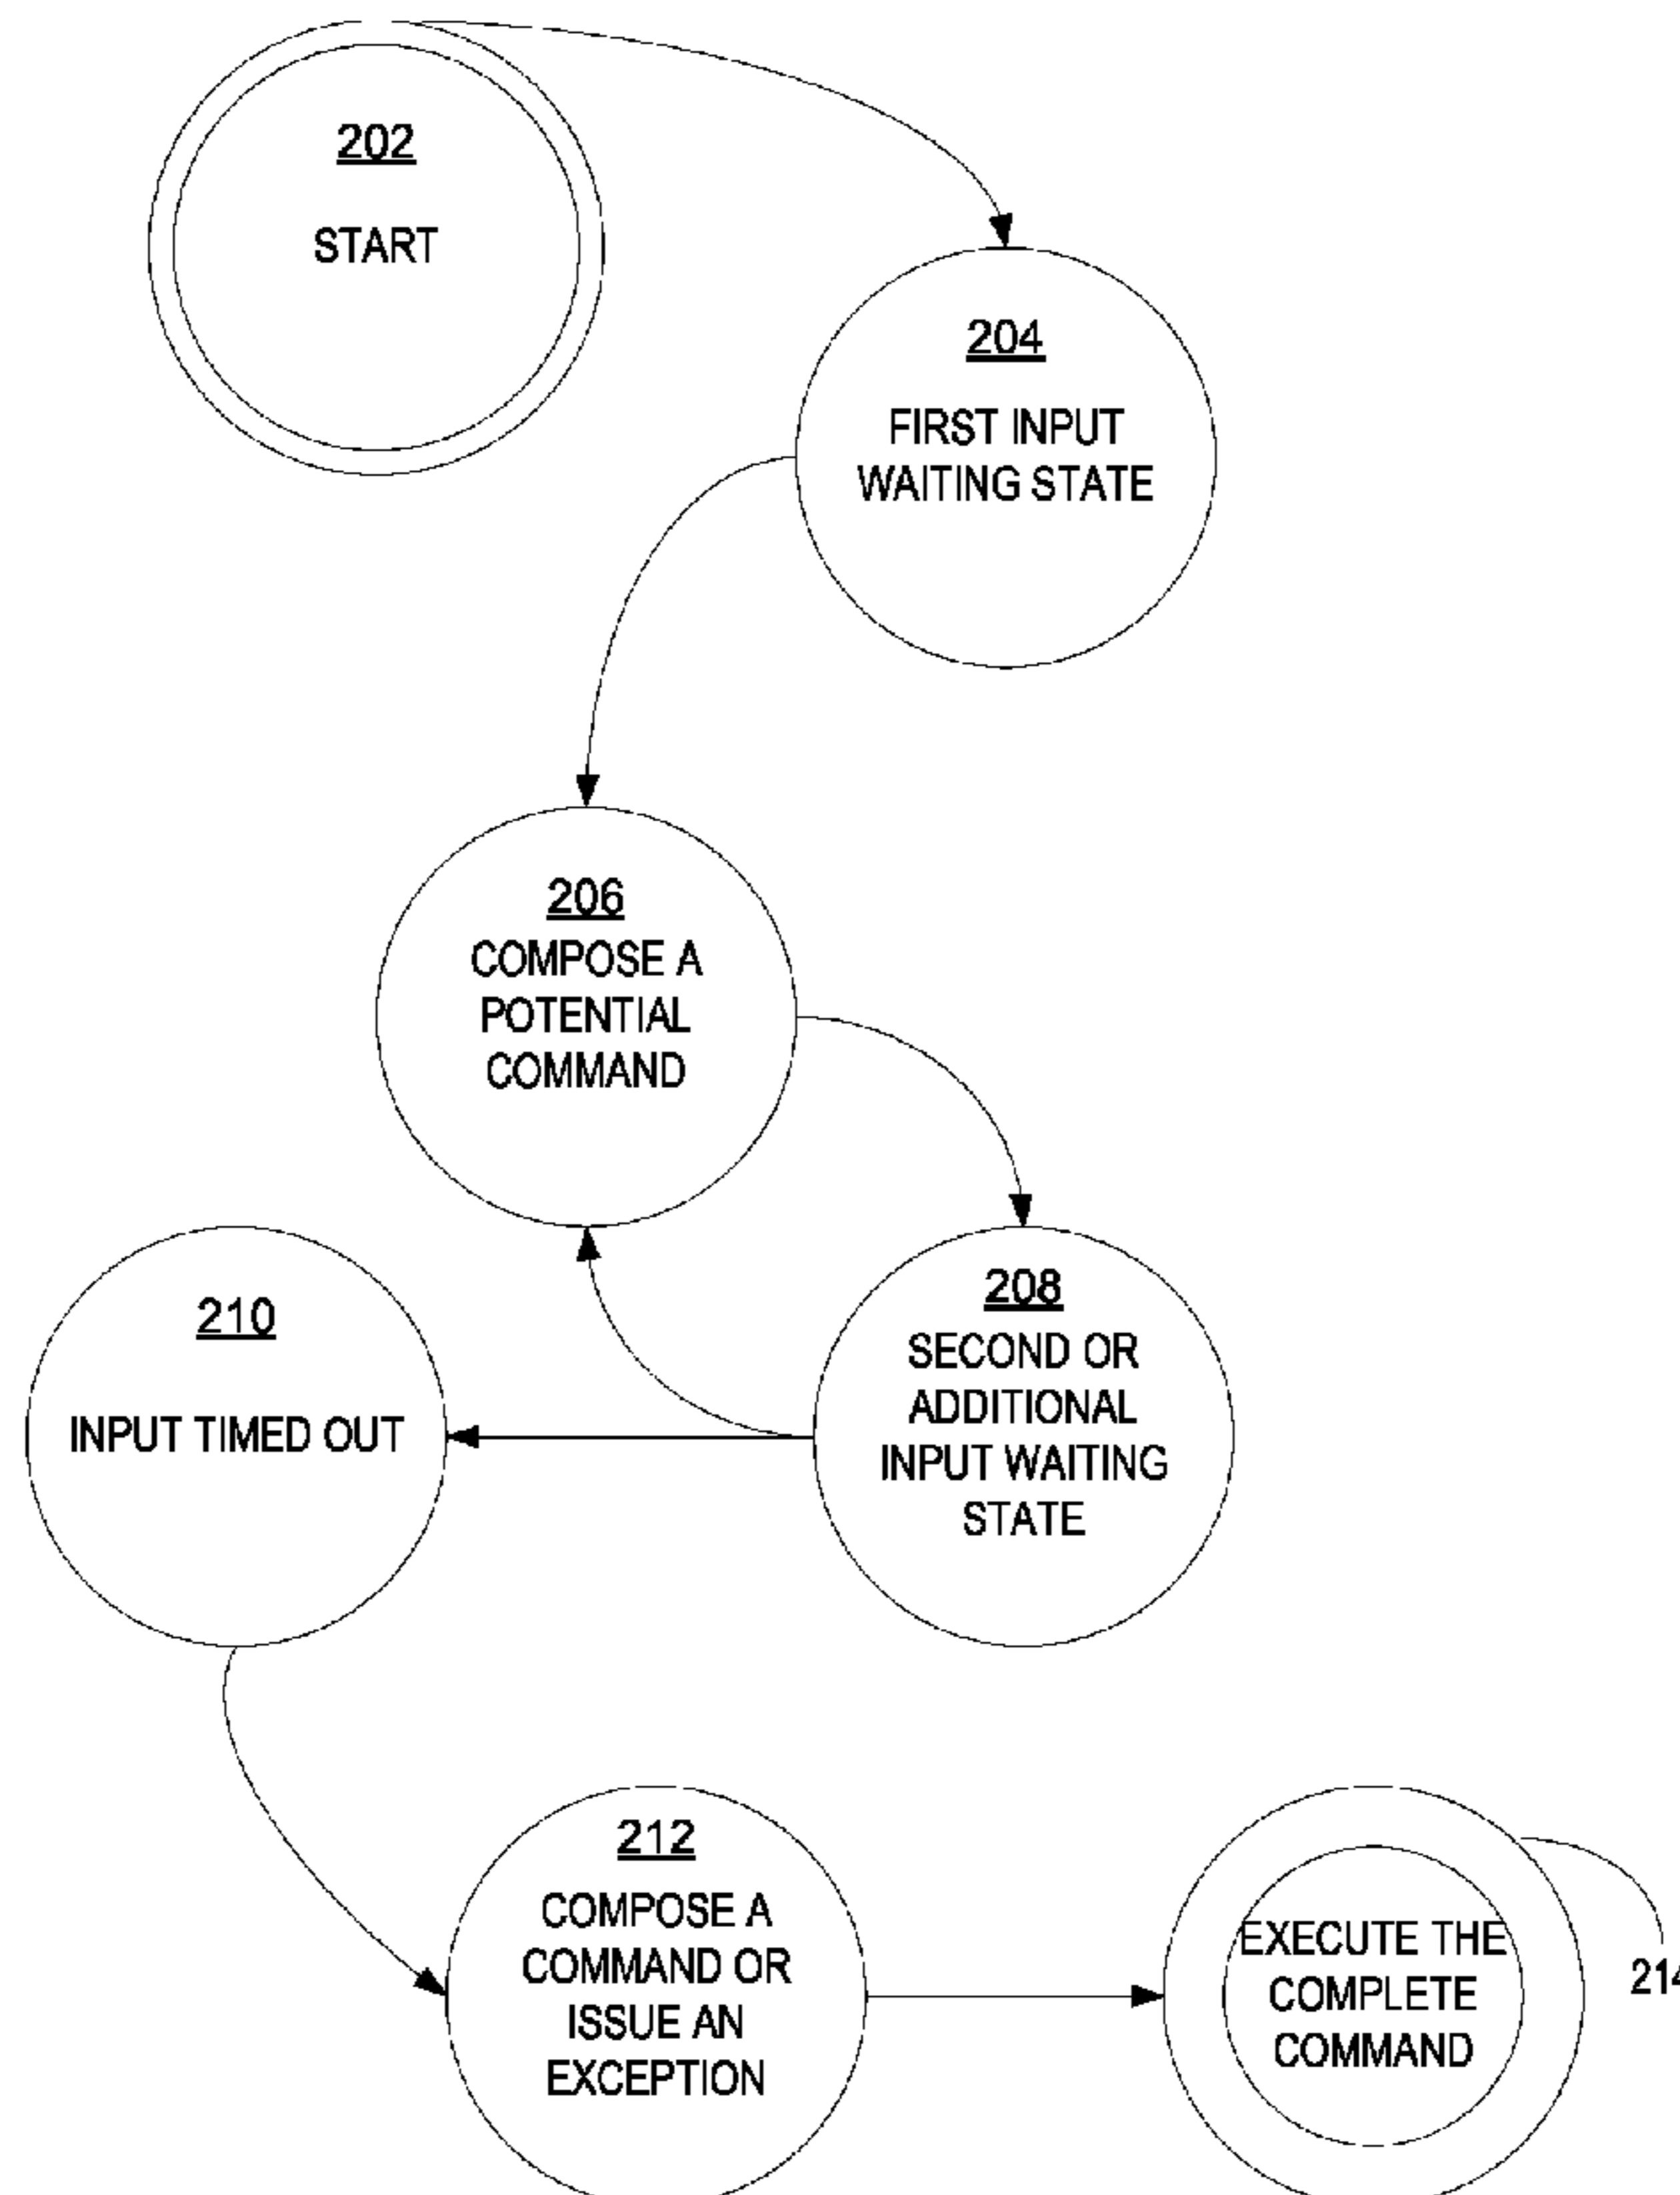 202
START
204
FIRST INPUT
WAITING STATE
206
COMPOSE A
POTENTIAL
COMMAND
208
SECOND OR
ADDITIONAL
INPUT WAITING
STATE
210
INPUT TIMED OUT
212
COMPOSE A
COMMAND OR
ISSUE AN
EXCEPTION
EXECUTE THE
COMPLETE
COMMAND
214